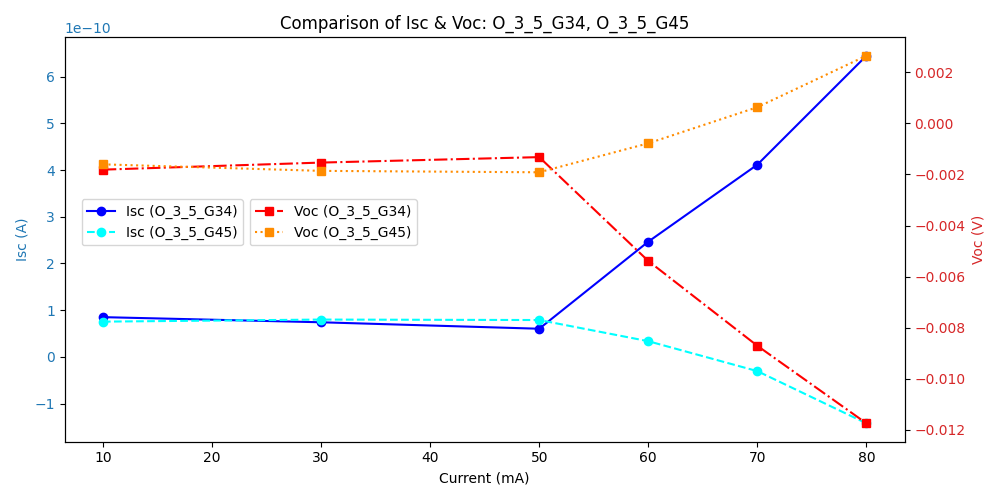 Comparison of Isc & Voc: O_3_5_G34, O_3_5_G45
1e−10
6
5
4
3
2
1
0
−1
Isc (A)
0.002
0.000
−0.002
−0.004
−0.006
−0.008
−0.010
−0.012
Voc (V)
Isc (O_3_5_G34)
Isc (O_3_5_G45)
Voc (O_3_5_G34)
Voc (O_3_5_G45)
10 20 30 40 50 60 70 80
Current (mA)